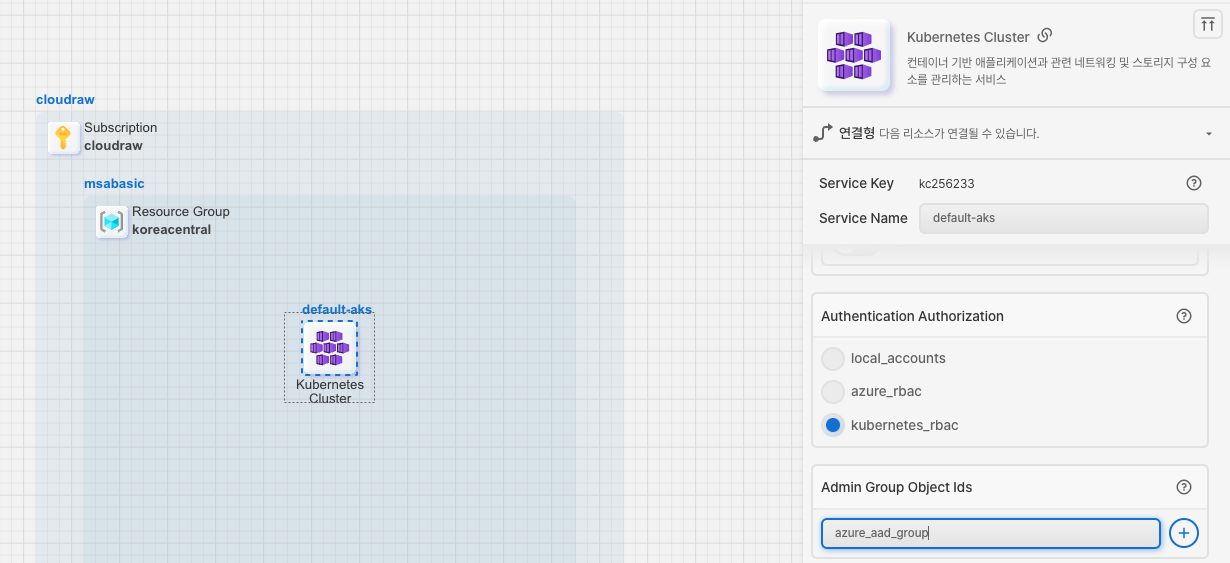 cloudraw
Subscription
cloudraw
msabasic
Resource Group
koreacentral
default-aks
Kubernetes
Cluster
Kubernetes Cluster
컨테이너 기반 애플리케이션과 관련 네트워킹 및 스토리지 구성 요
소를 관리하는 서비스
연결형 다음 리소스가 연결될 수 있습니다.
Service Key kc256233
Service Name default-aks
Authentication Authorization
local_accounts
azure_rbac
kubernetes_rbac
Admin Group Object Ids
azure_aad_group